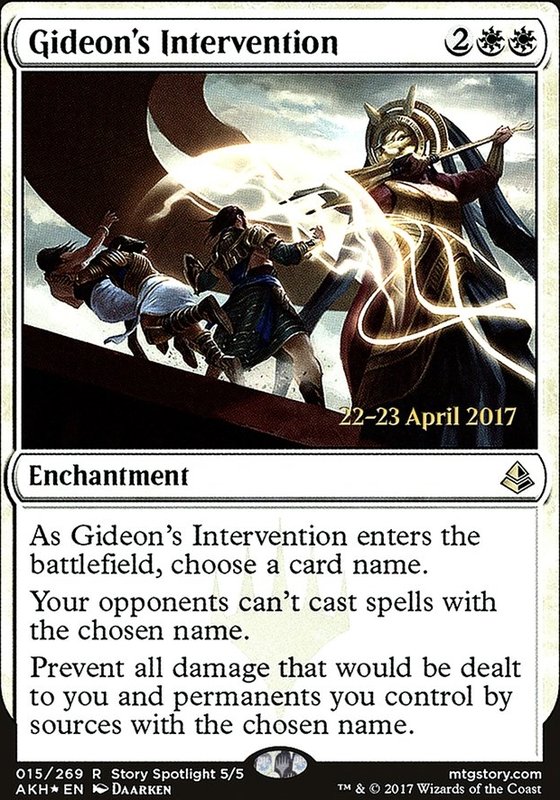 Gideon's Intervention 2
22–23 April 2017
Enchantment
As Gideon's Intervention enters the
battlefield, choose a card name.
Your opponents can't cast spells with
the chosen name.
Prevent all damage that would be dealt
to you and permanents you control by
sources with the chosen name.
015/269 R Story Spotlight 5/5 mtgstory.com
AKH★EN Daarken ™ & © 2017 Wizards of the Coast